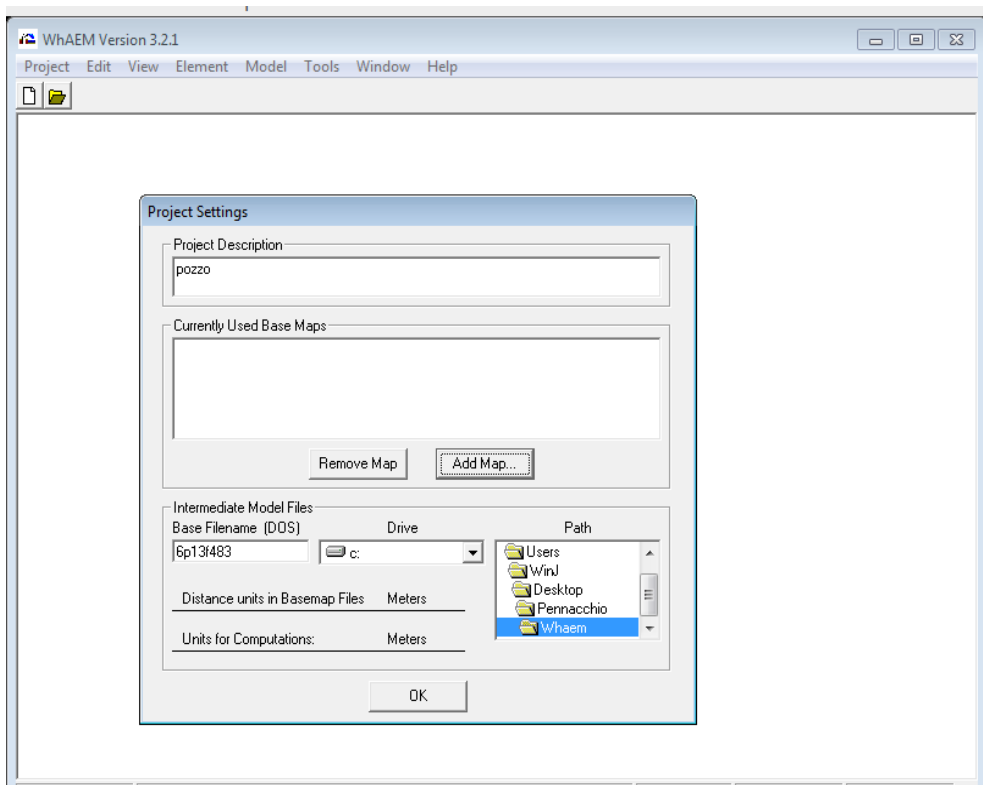 WhAEM Version 3.2.1
Project Edit View Element Model Tools Window Help
Project Settings
Project Description
pozzo
Currently Used Base Maps
Remove Map Add Map...
Intermediate Model Files
Base Filename (DOS) Drive Path
6p13f483 c: Users
WinJ
Desktop
Distance units in Basemap Files Meters Pennacchio
Units for Computations: Meters Whaem
OK